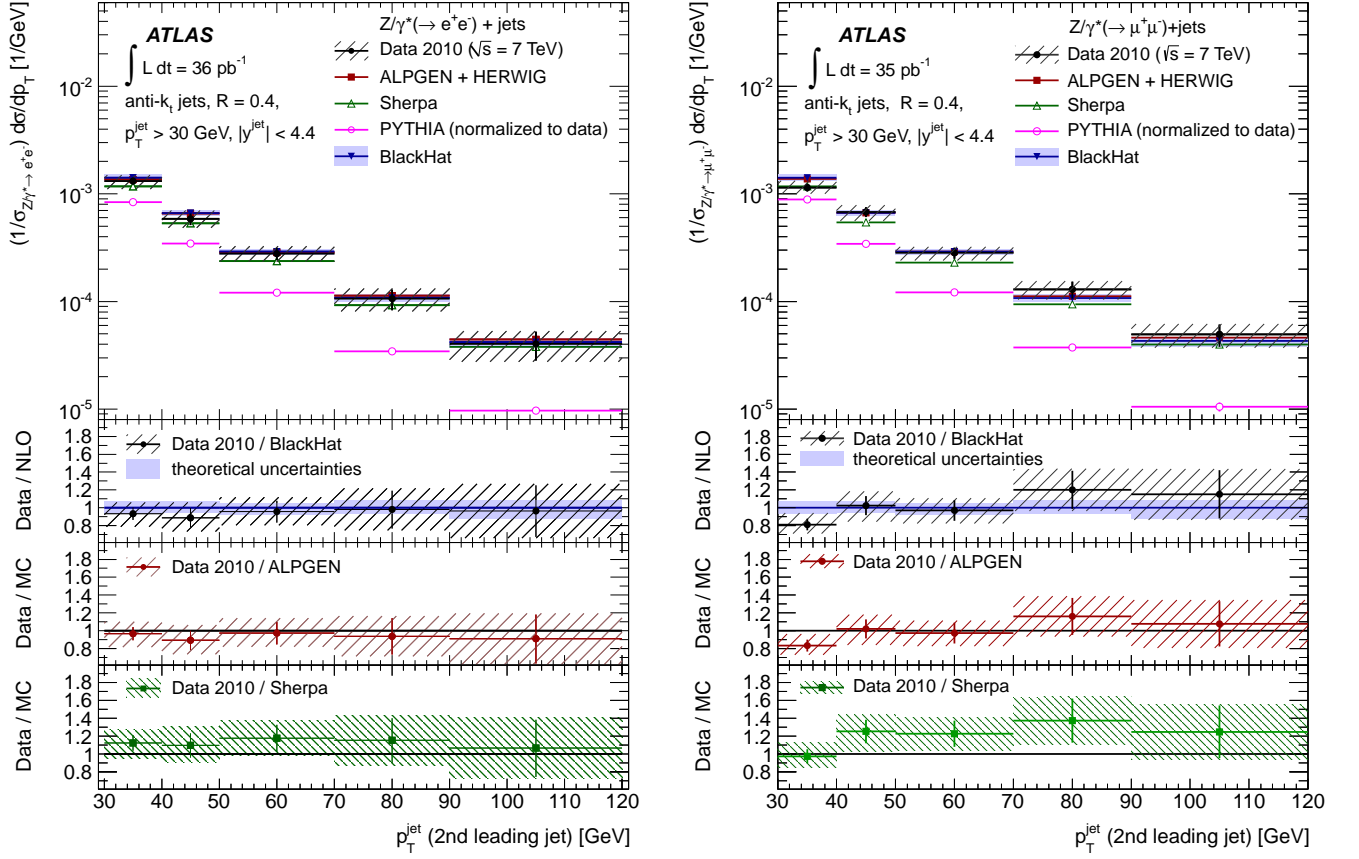 (1/σ_{Z/γ*→ e⁺e⁻}) dσ/dp_T [1/GeV]
10⁻²
10⁻³
10⁻⁴
10⁻⁵
ATLAS
∫ L dt = 36 pb⁻¹
anti-k_t jets, R = 0.4,
p_T^{jet} > 30 GeV, |y^{jet}| < 4.4
Z/γ*(→ e⁺e⁻) + jets
Data 2010 (√s = 7 TeV)
ALPGEN + HERWIG
Sherpa
PYTHIA (normalized to data)
BlackHat
Data / NLO
1.8
1.6
1.4
1.2
1
0.8
Data 2010 / BlackHat
theoretical uncertainties
Data / MC
1.8
1.6
1.4
1.2
1
0.8
Data 2010 / ALPGEN
Data / MC
1.8
1.6
1.4
1.2
1
0.8
Data 2010 / Sherpa
30 40 50 60 70 80 90 100 110 120
p_T^{jet} (2nd leading jet) [GeV]
(1/σ_{Z/γ*→μ⁺μ⁻}) dσ/dp_T [1/GeV]
10⁻²
10⁻³
10⁻⁴
10⁻⁵
ATLAS
∫ L dt = 35 pb⁻¹
anti-k_t jets, R = 0.4,
p_T^{jet} > 30 GeV, |y^{jet}| < 4.4
Z/γ*(→ μ⁺μ⁻)+jets
Data 2010 (√s = 7 TeV)
ALPGEN + HERWIG
Sherpa
PYTHIA (normalized to data)
BlackHat
Data / NLO
1.8
1.6
1.4
1.2
1
0.8
Data 2010 / BlackHat
theoretical uncertainties
Data / MC
1.8
1.6
1.4
1.2
1
0.8
Data 2010 / ALPGEN
Data / MC
1.8
1.6
1.4
1.2
1
0.8
Data 2010 / Sherpa
30 40 50 60 70 80 90 100 110 120
p_T^{jet} (2nd leading jet) [GeV]